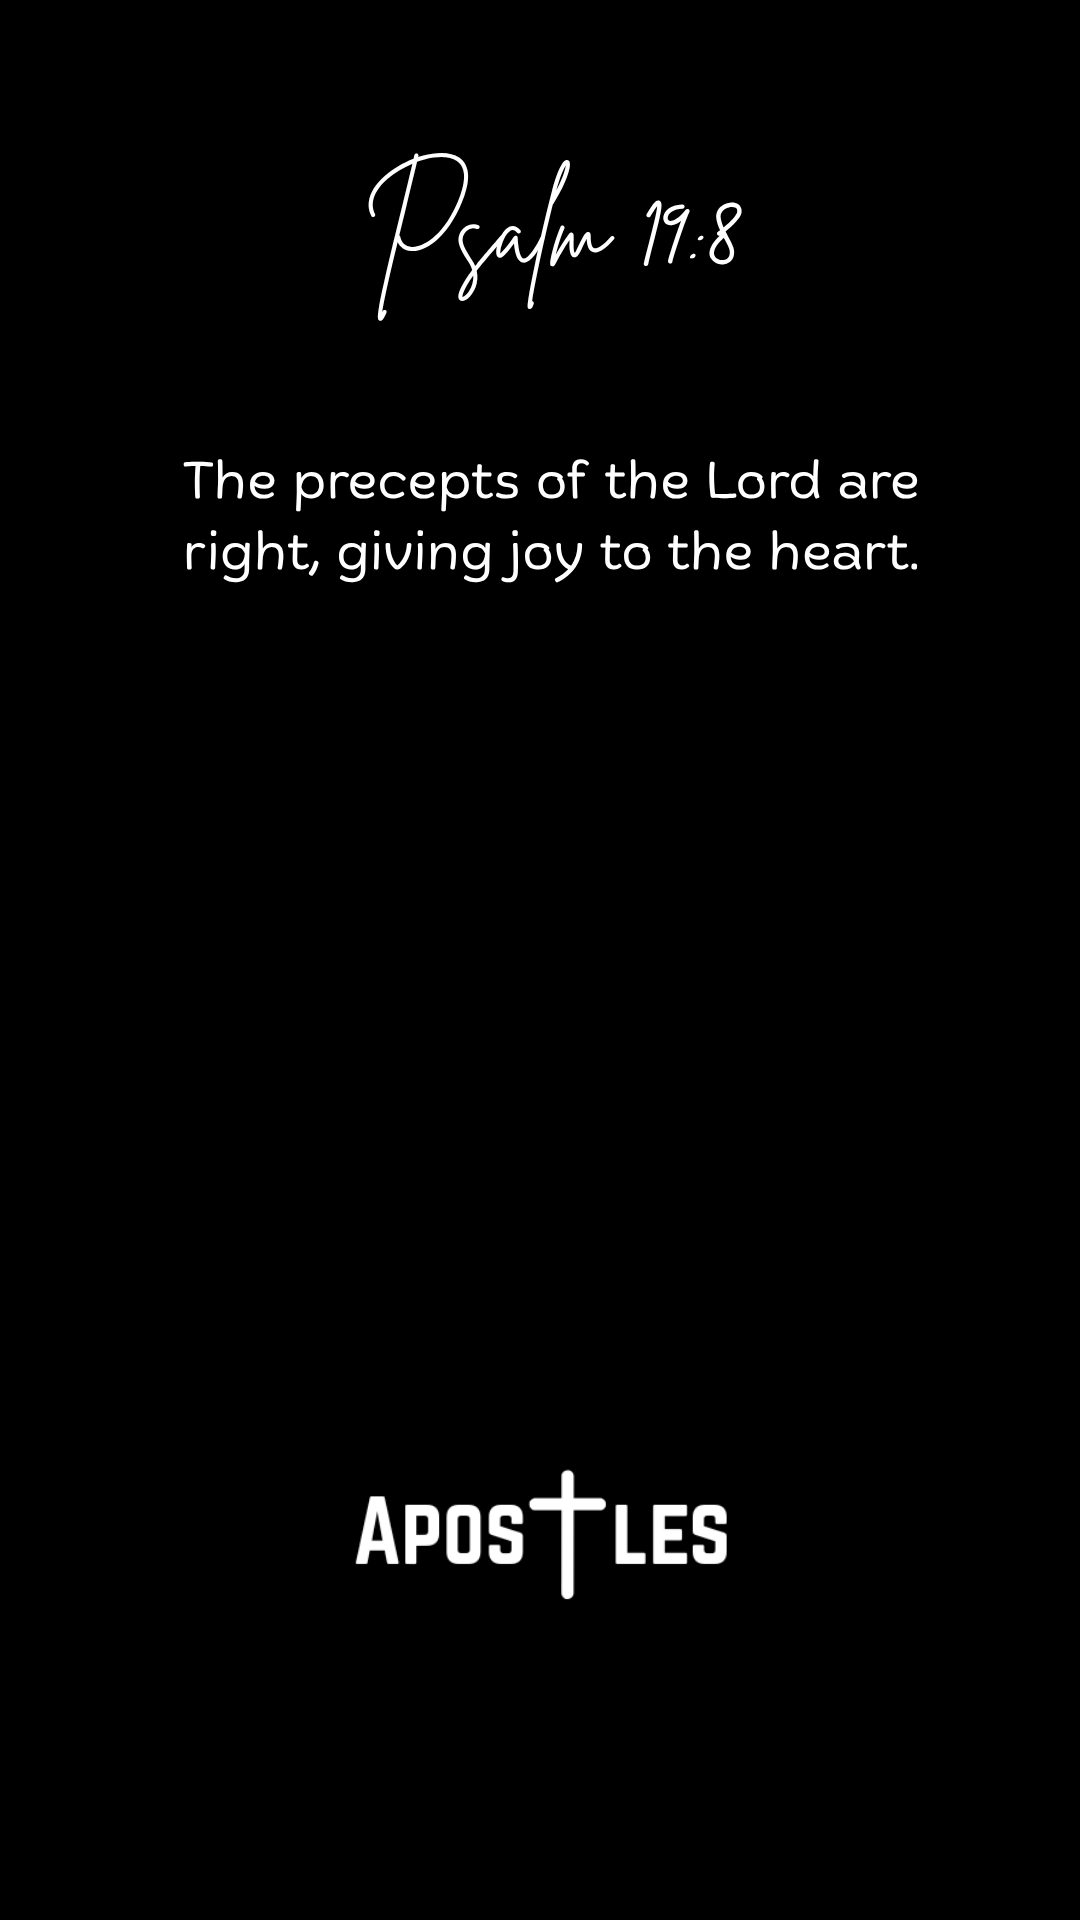 Psalm 19:8
The precepts of the Lord are
right, giving joy to the heart.
Apostles